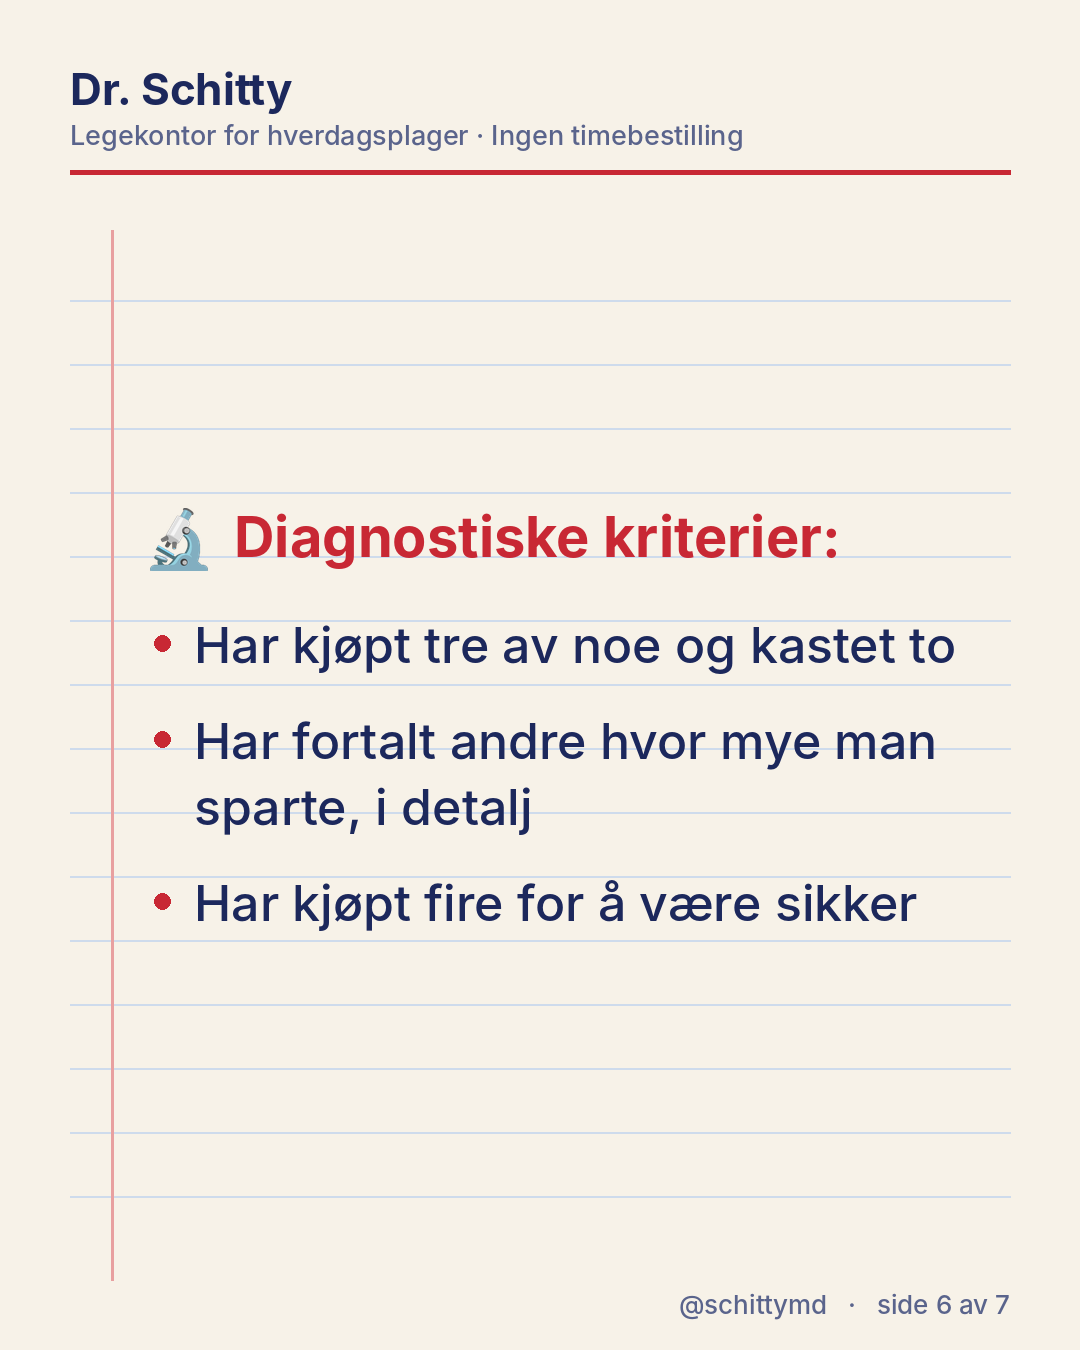 Dr. Schitty
Legekontor for hverdagsplager · Ingen timebestilling
🔬 Diagnostiske kriterier:
• Har kjøpt tre av noe og kastet to
• Har fortalt andre hvor mye man
sparte, i detalj
• Har kjøpt fire for å være sikker
@schittymd · side 6 av 7